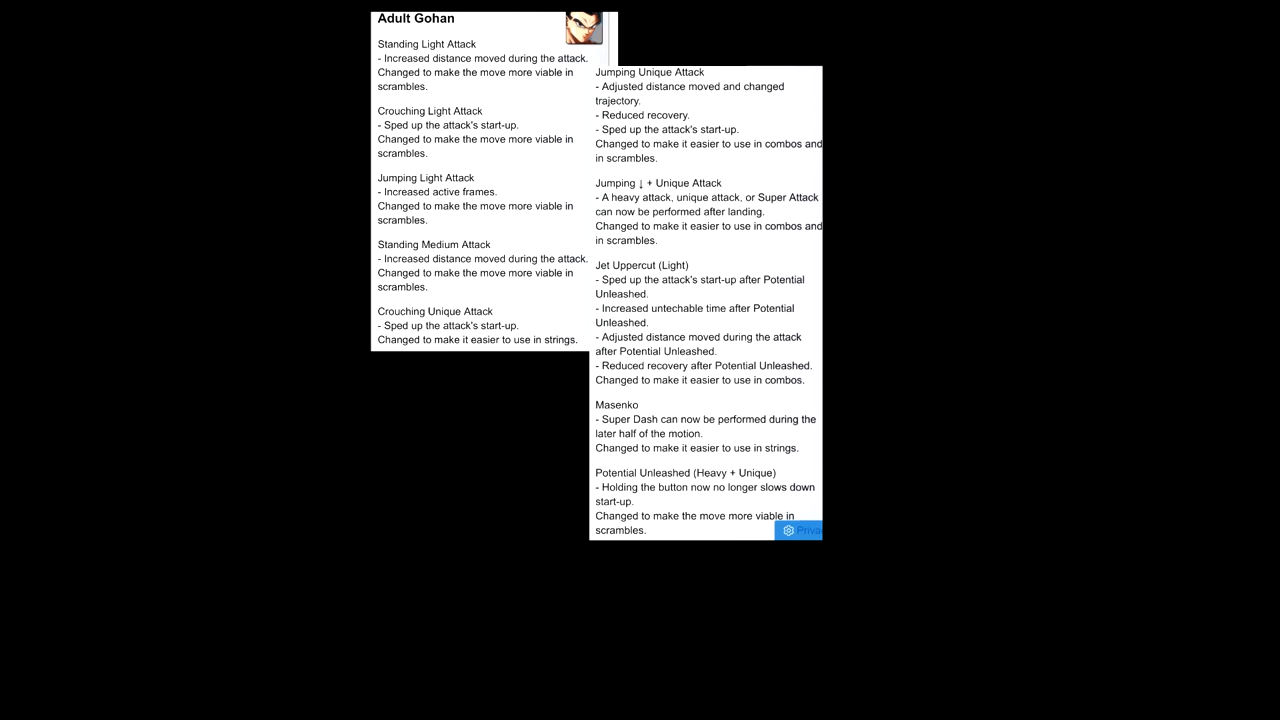 Adult Gohan
Standing Light Attack
- Increased distance moved during the attack.
Changed to make the move more viable in
scrambles.
Crouching Light Attack
- Sped up the attack's start-up.
Changed to make the move more viable in
scrambles.
Jumping Light Attack
- Increased active frames.
Changed to make the move more viable in
scrambles.
Standing Medium Attack
- Increased distance moved during the attack.
Changed to make the move more viable in
scrambles.
Crouching Unique Attack
- Sped up the attack's start-up.
Changed to make it easier to use in strings.
Jumping Unique Attack
- Adjusted distance moved and changed
trajectory.
- Reduced recovery.
- Sped up the attack's start-up.
Changed to make it easier to use in combos and
in scrambles.
Jumping ↓ + Unique Attack
- A heavy attack, unique attack, or Super Attack
can now be performed after landing.
Changed to make it easier to use in combos and
in scrambles.
Jet Uppercut (Light)
- Sped up the attack's start-up after Potential
Unleashed.
- Increased untechable time after Potential
Unleashed.
- Adjusted distance moved during the attack
after Potential Unleashed.
- Reduced recovery after Potential Unleashed.
Changed to make it easier to use in combos.
Masenko
- Super Dash can now be performed during the
later half of the motion.
Changed to make it easier to use in strings.
Potential Unleashed (Heavy + Unique)
- Holding the button now no longer slows down
start-up.
Changed to make the move more viable in
scrambles.